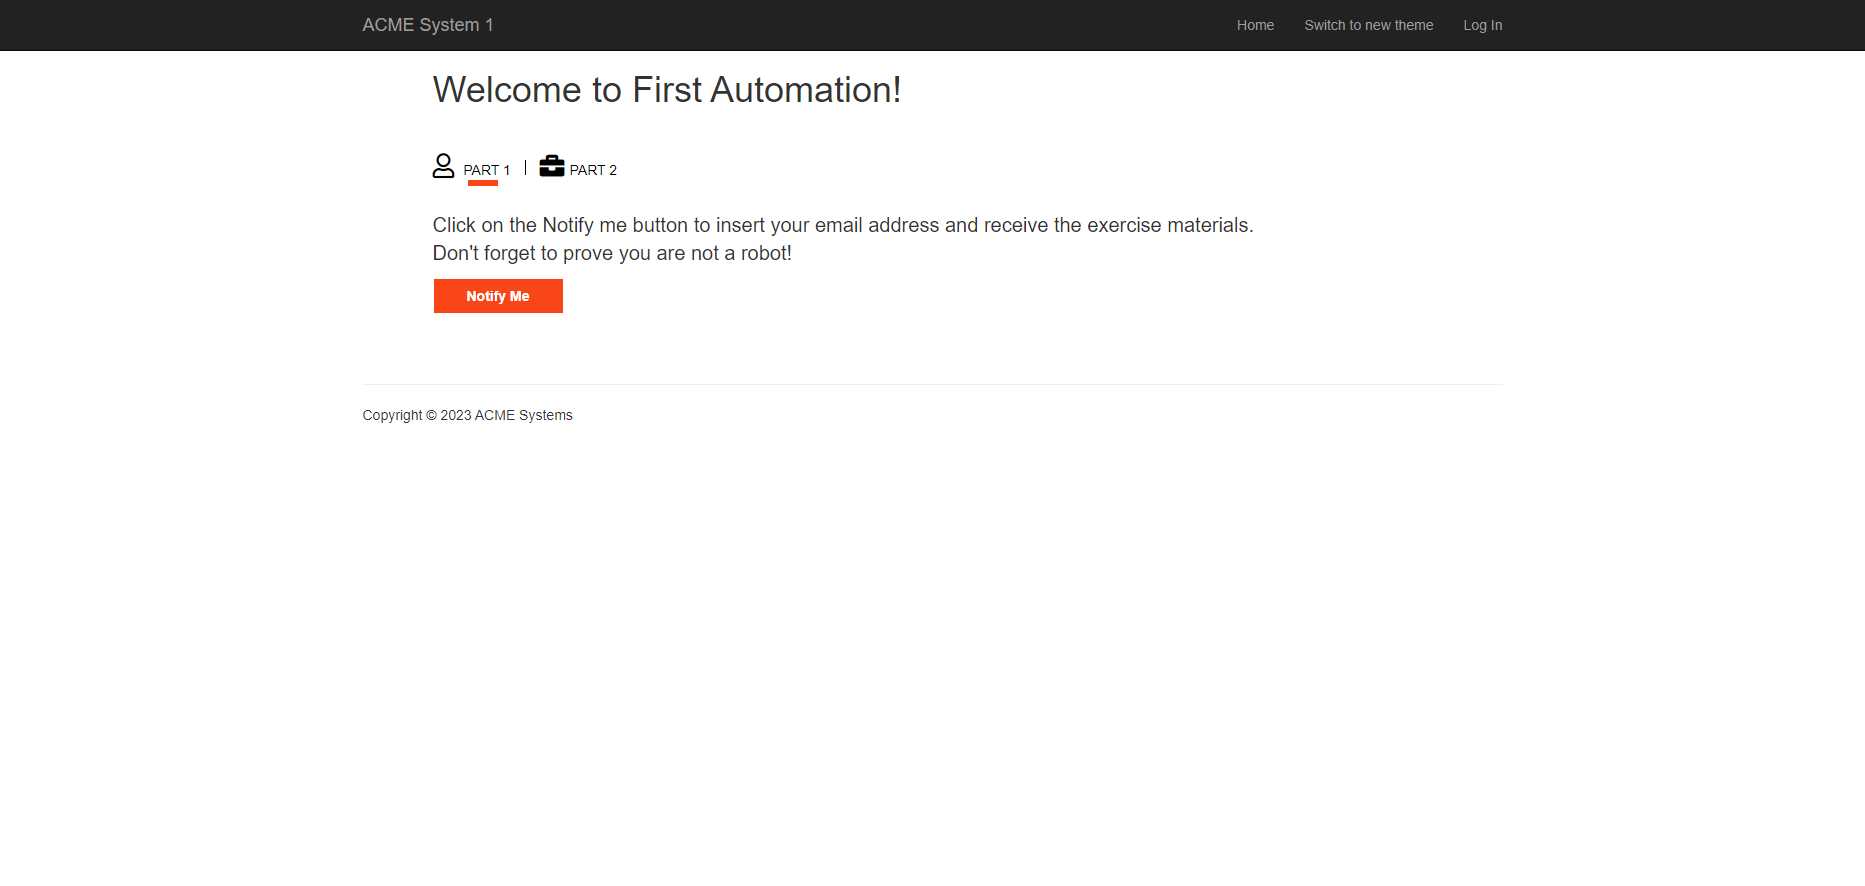 ACME System 1
Home
Switch to new theme
Log In
Welcome to First Automation!
PART 1
PART 2
Click on the Notify me button to insert your email address and receive the exercise materials.
Don't forget to prove you are not a robot!
Notify Me
Copyright © 2023 ACME Systems